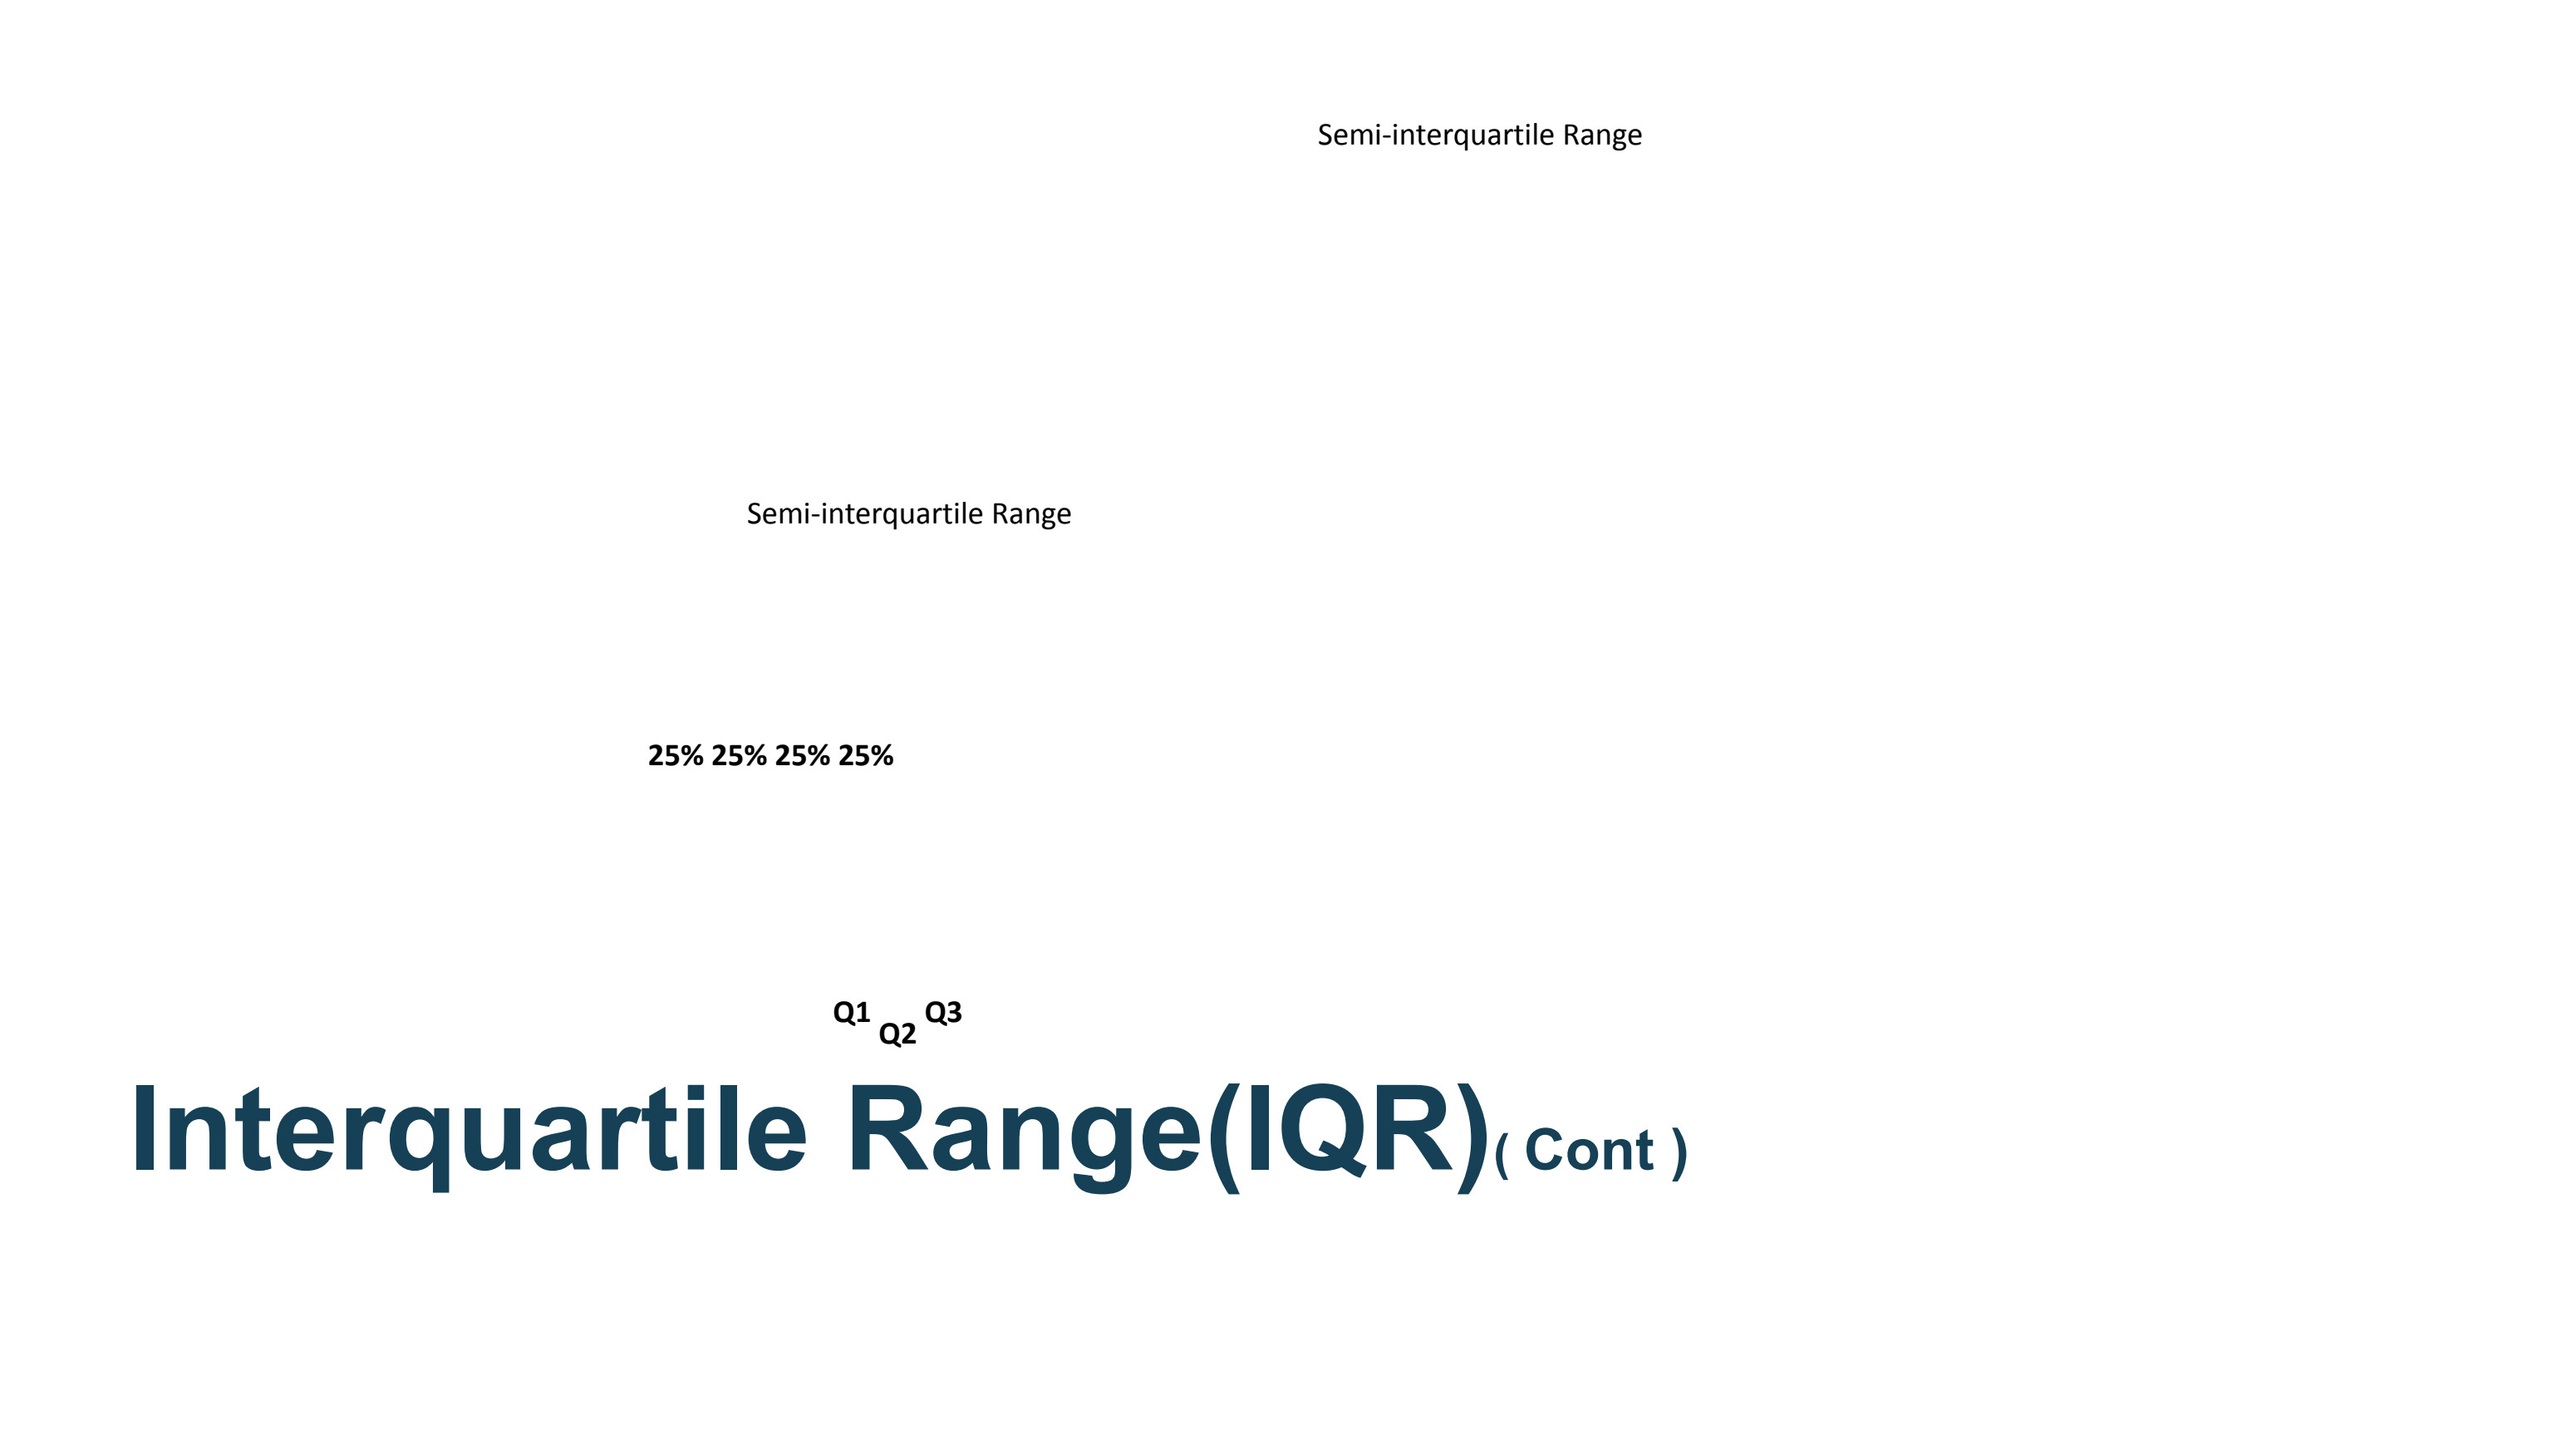 Semi-interquartile Range
Semi-interquartile Range
25% 25% 25% 25%
Q1 Q2 Q3
Interquartile Range(IQR)( Cont )